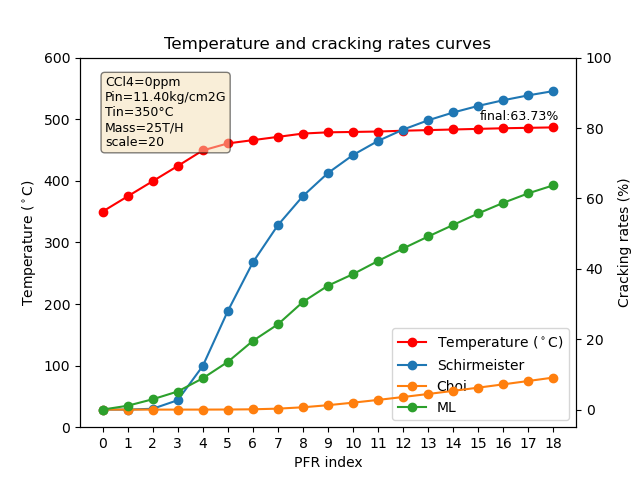 Temperature and cracking rates curves
600
500
400
300
200
100
0
Temperature (°C)
CCl4=0ppm
Pin=11.40kg/cm2G
Tin=350°C
Mass=25T/H
scale=20
final:63.73%
100
80
60
40
20
0
Cracking rates (%)
Temperature (°C)
Schirmeister
Choi
ML
0 1 2 3 4 5 6 7 8 9 10 11 12 13 14 15 16 17 18
PFR index